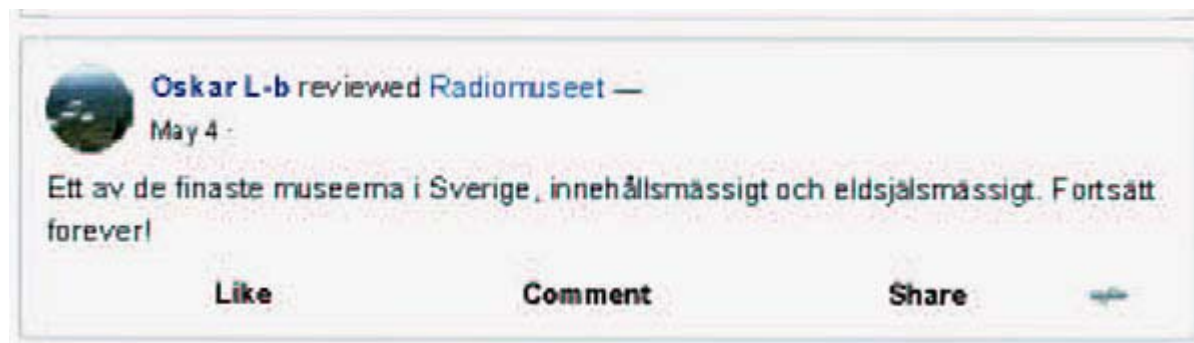 Oskar L-b reviewed Radiomuseet —
May 4 ·
Ett av de finaste museerna i Sverige, innehållsmässigt och eldsjälsmässigt. Fortsätt
forever!
Like Comment Share